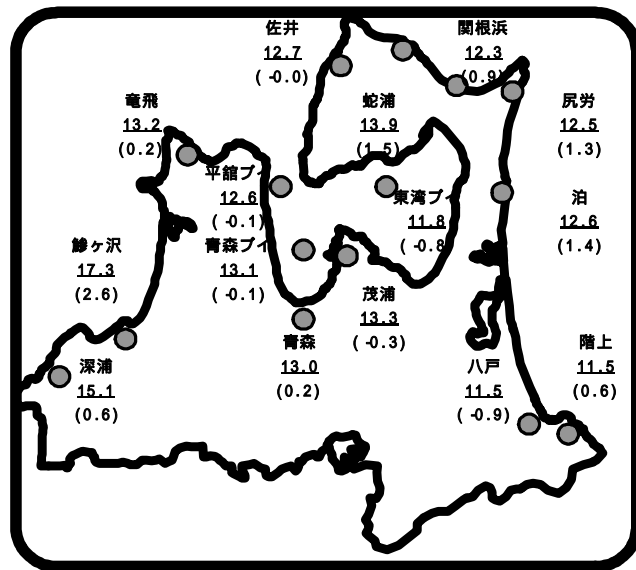 佐井
12.7
( -0.0)
関根浜
12.3
(0.9)
竜飛
13.2
(0.2)
蛇浦
13.9
(1.5)
尻労
12.5
(1.3)
平舘ブイ
12.6
( -0.1)
東湾ブイ
11.8
( -0.8
泊
12.6
(1.4)
鰺ヶ沢
17.3
(2.6)
青森ブイ
13.1
( -0.1)
茂浦
13.3
( -0.3)
深浦
15.1
(0.6)
青森
13.0
(0.2)
八戸
11.5
( -0.9)
階上
11.5
(0.6)